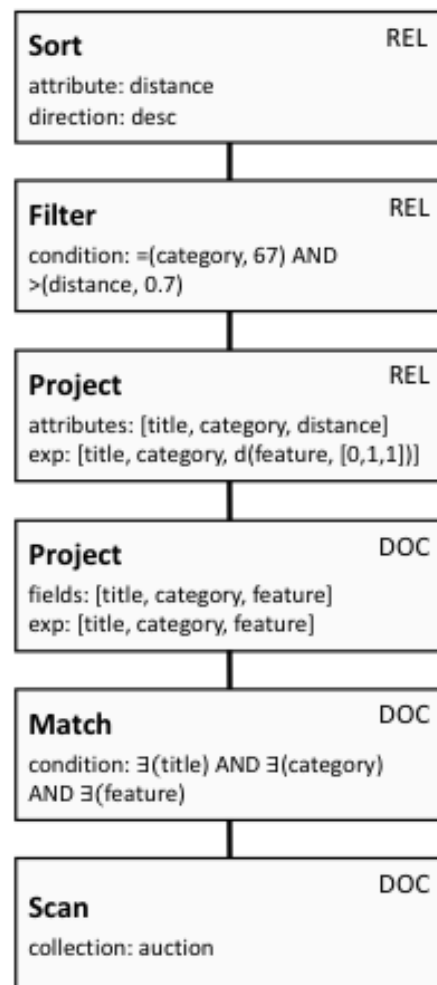 Sort REL
attribute: distance
direction: desc
Filter REL
condition: =(category, 67) AND
>(distance, 0.7)
Project REL
attributes: [title, category, distance]
exp: [title, category, d(feature, [0,1,1])]
Project DOC
fields: [title, category, feature]
exp: [title, category, feature]
Match DOC
condition: ∃(title) AND ∃(category)
AND ∃(feature)
Scan DOC
collection: auction